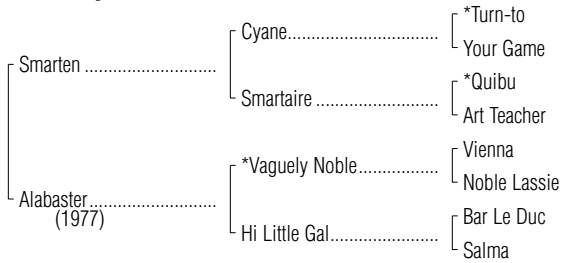 *Turn-to
Cyane
Your Game
Smarten
*Quibu
Smartaire
Art Teacher
Vienna
*Vaguely Noble
Noble Lassie
Alabaster
(1977)
Bar Le Duc
Hi Little Gal
Salma